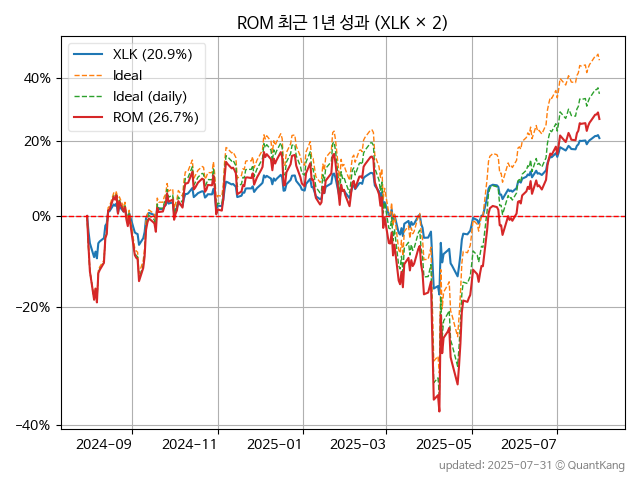 ROM 최근 1년 성과 (XLK × 2)
XLK (20.9%)
Ideal
Ideal (daily)
ROM (26.7%)
40%
20%
0%
−20%
−40%
2024−09
2024−11
2025−01
2025−03
2025−05
2025−07
updated: 2025-07-31 © QuantKang